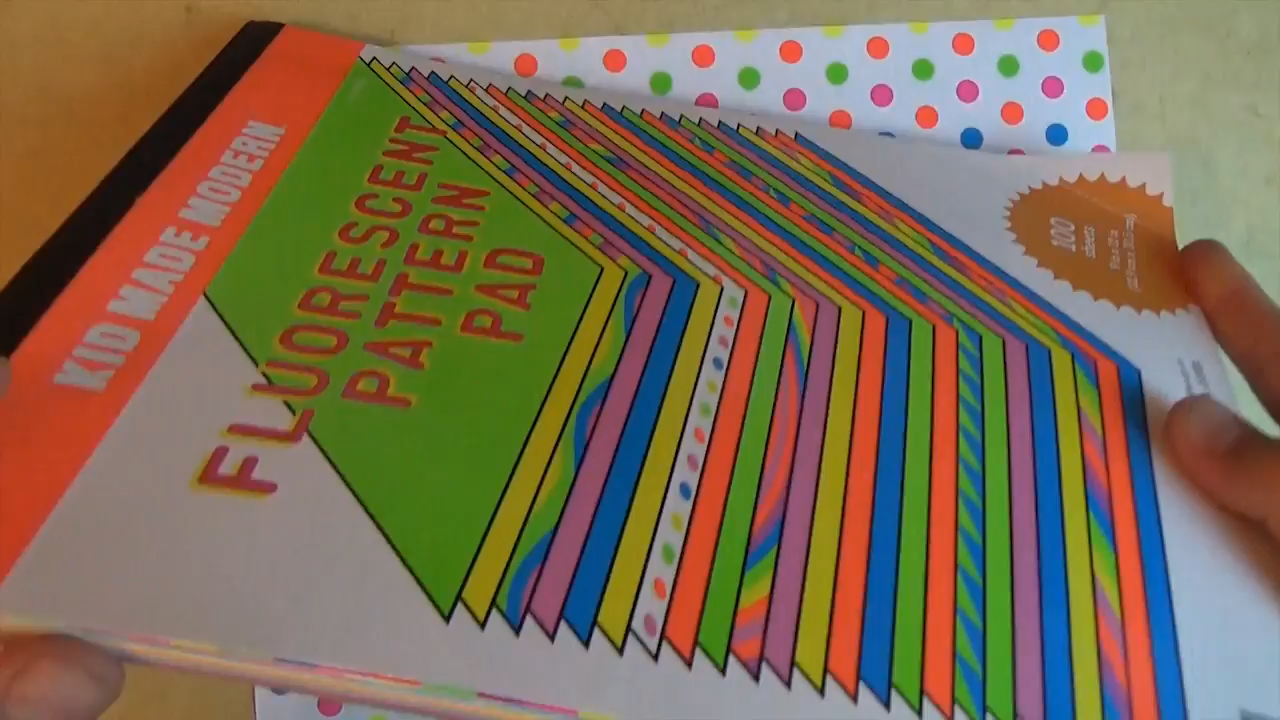 KID MADE MODERN
FLUORESCENT
PATTERN
PAD
100
sheets